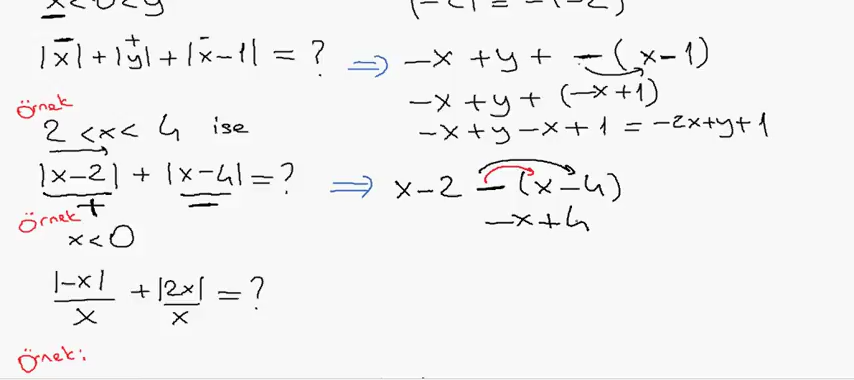 x<0<y
|x|+|y|+|x-1|=? ⇒ -x+y+-(x-1)
-x+y+(-x+1)
-x+y-x+1=-2x+y+1
Örnek
2<x<4 ise
|x-2|+|x-4|=? ⇒ x-2-(x-4)
-x+4
Örnek
x<0
|-x|/x + |2x|/x = ?
Örnek: